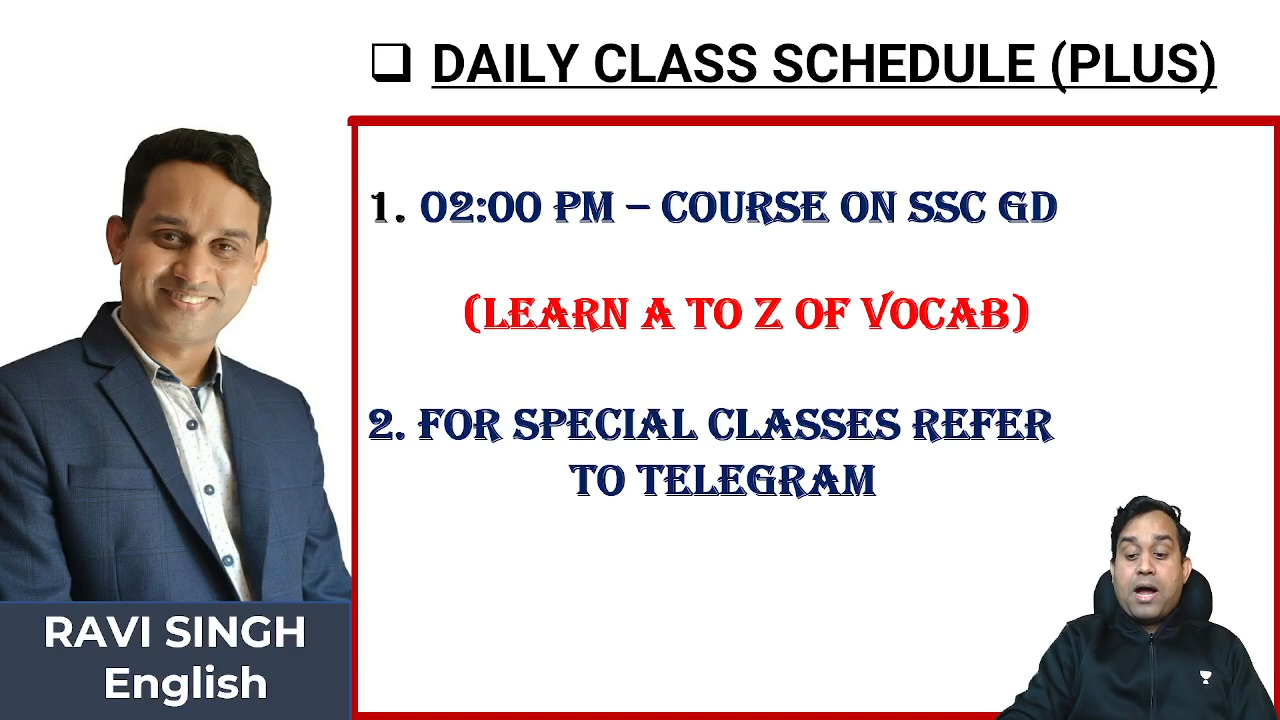 ❑ DAILY CLASS SCHEDULE (PLUS)
1. 02:00 PM – COURSE ON SSC GD
(LEARN A TO Z OF VOCAB)
2. FOR SPECIAL CLASSES REFER
TO TELEGRAM
RAVI SINGH
English